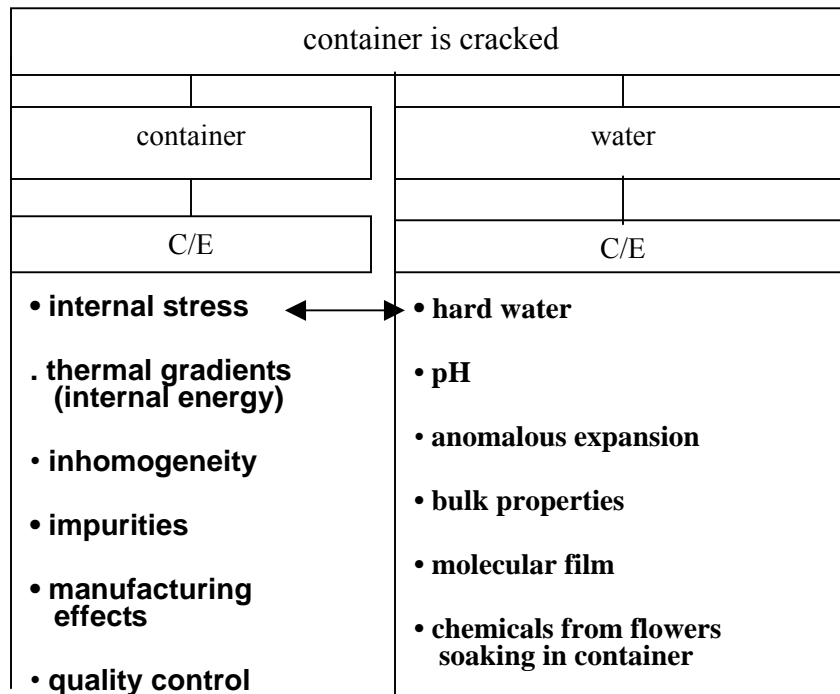 container is cracked
container
water
C/E
C/E
• internal stress
. thermal gradients
(internal energy)
• inhomogeneity
• impurities
• manufacturing
effects
• quality control
• hard water
• pH
• anomalous expansion
• bulk properties
• molecular film
• chemicals from flowers
soaking in container